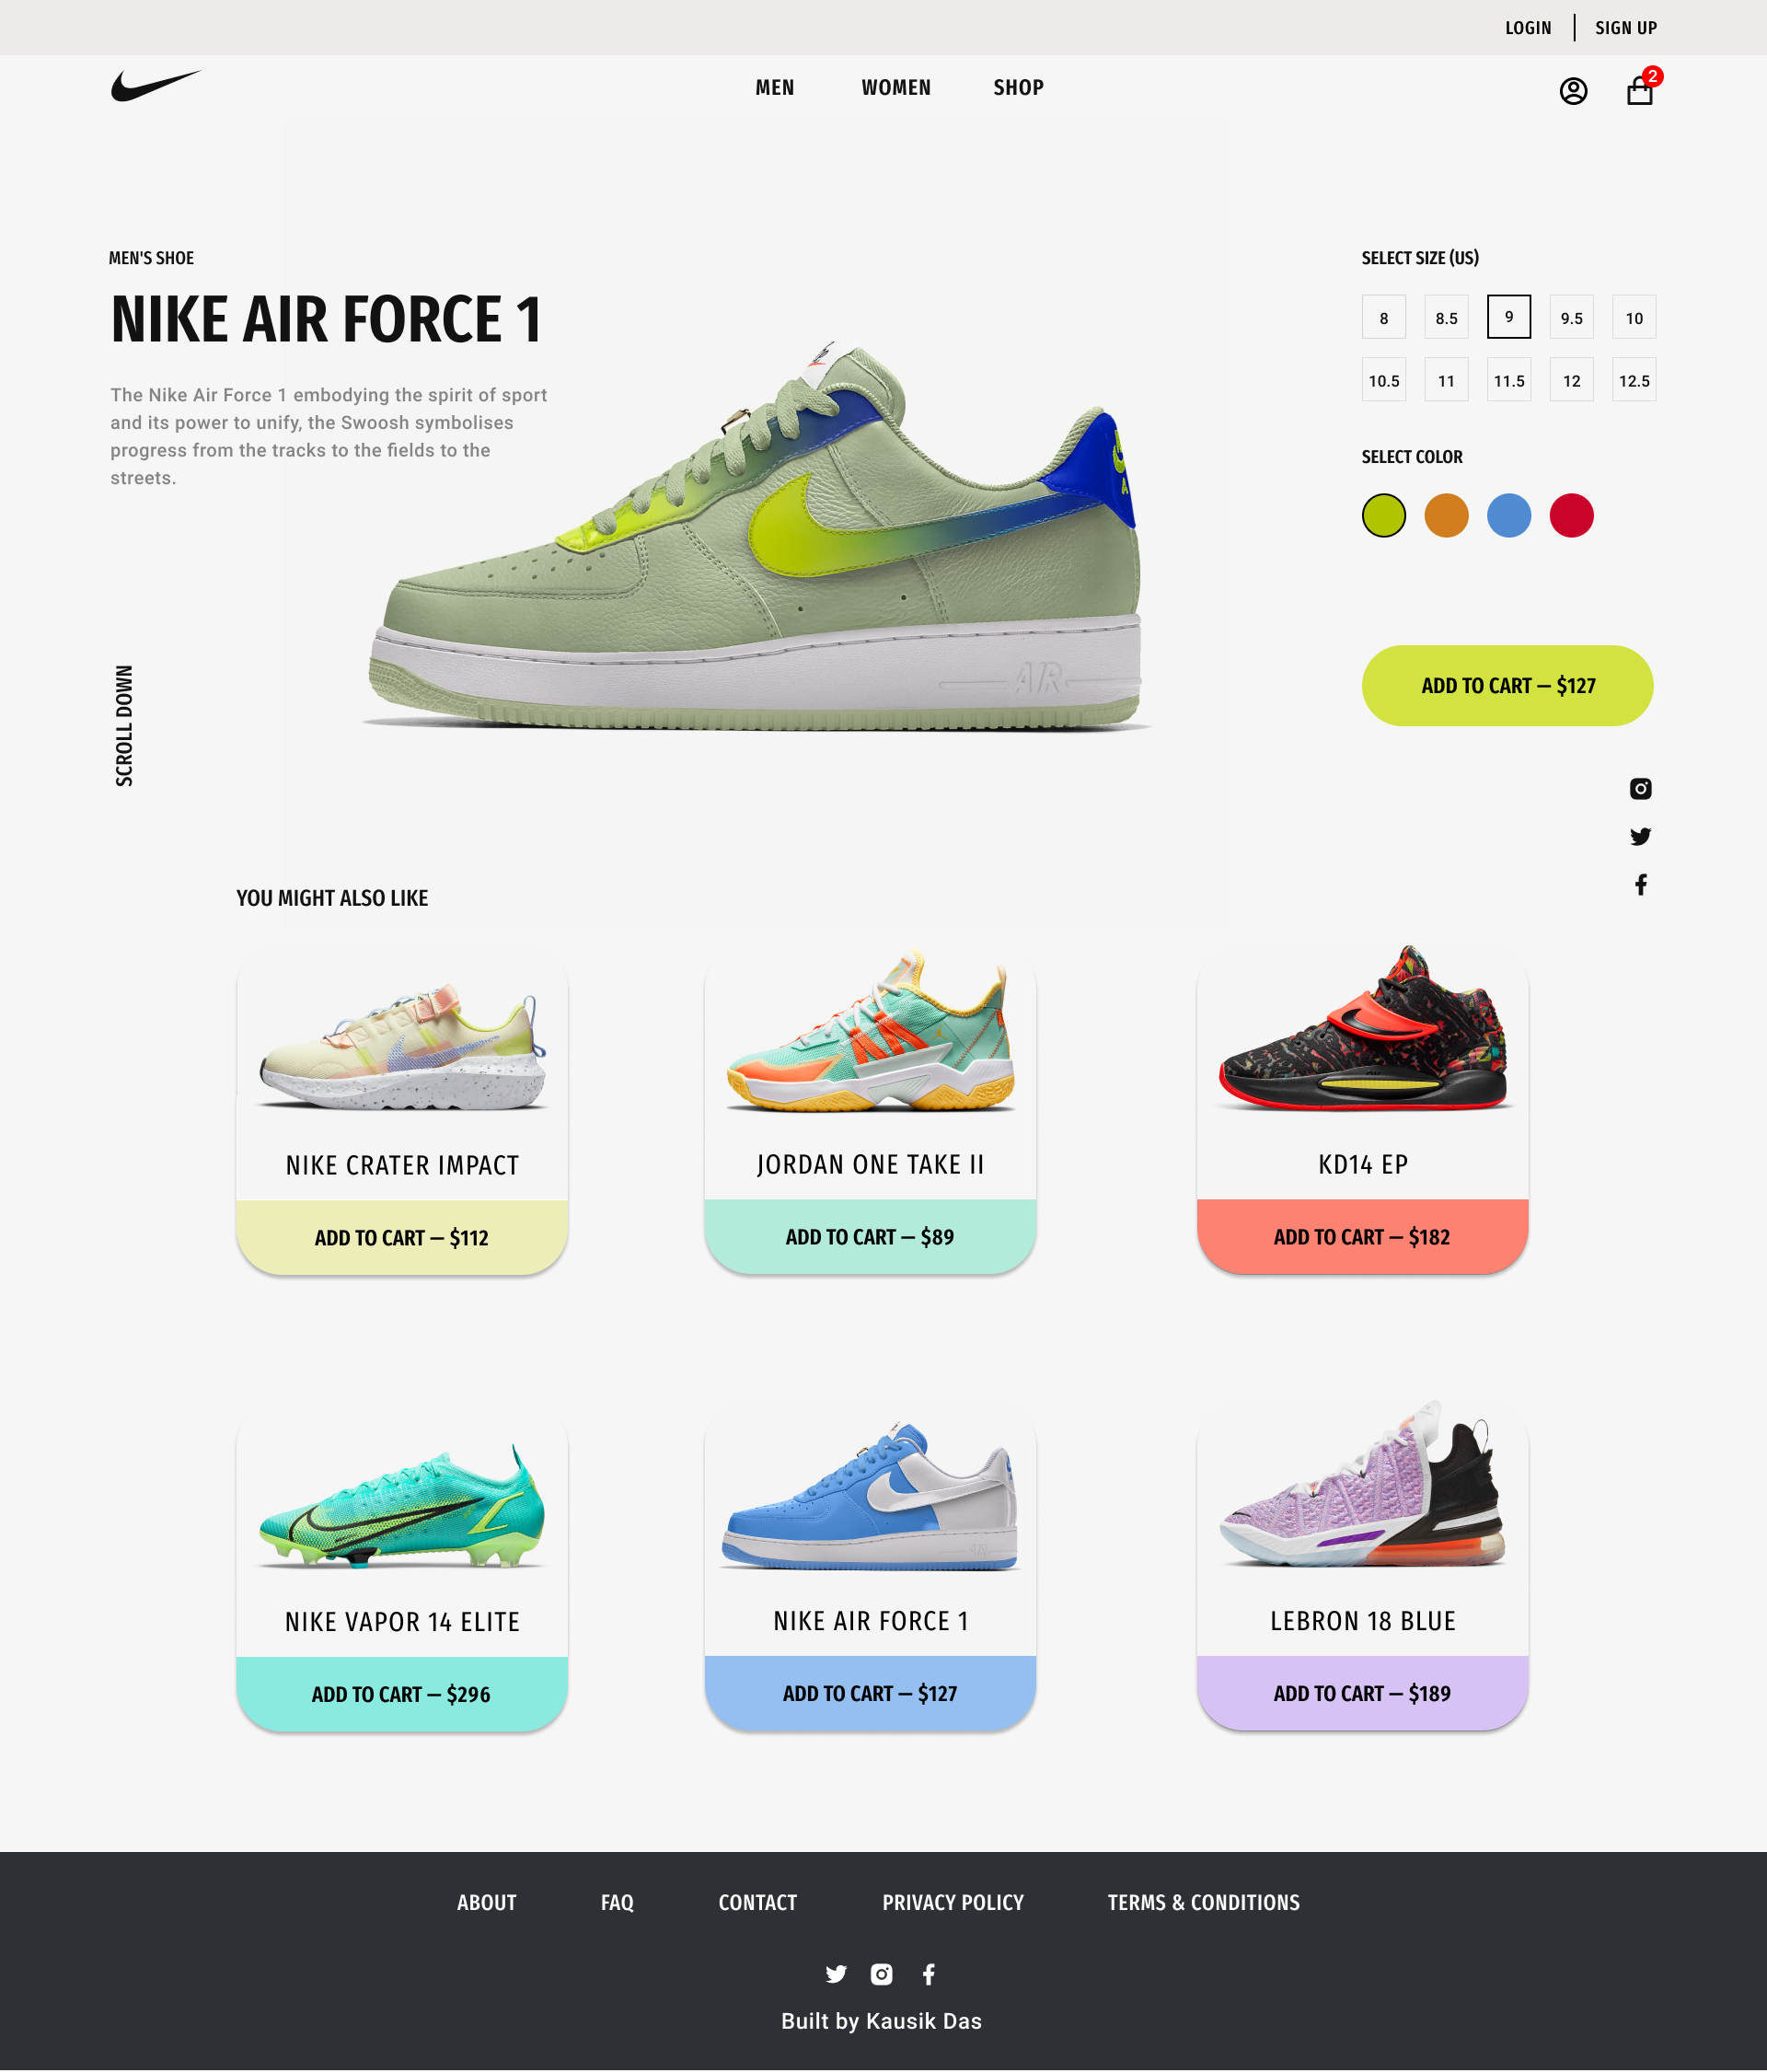 LOGIN
SIGN UP
MEN
WOMEN
SHOP
2
MEN'S SHOE
NIKE AIR FORCE 1
The Nike Air Force 1 embodying the spirit of sport
and its power to unify, the Swoosh symbolises
progress from the tracks to the fields to the
streets.
SCROLL DOWN
AIR
SELECT SIZE (US)
8
8.5
9
9.5
10
10.5
11
11.5
12
12.5
SELECT COLOR
ADD TO CART — $127
YOU MIGHT ALSO LIKE
NIKE CRATER IMPACT
ADD TO CART — $112
JORDAN ONE TAKE II
ADD TO CART — $89
KD14 EP
ADD TO CART — $182
NIKE VAPOR 14 ELITE
ADD TO CART — $296
NIKE AIR FORCE 1
ADD TO CART — $127
LEBRON 18 BLUE
ADD TO CART — $189
ABOUT
FAQ
CONTACT
PRIVACY POLICY
TERMS & CONDITIONS
Built by Kausik Das